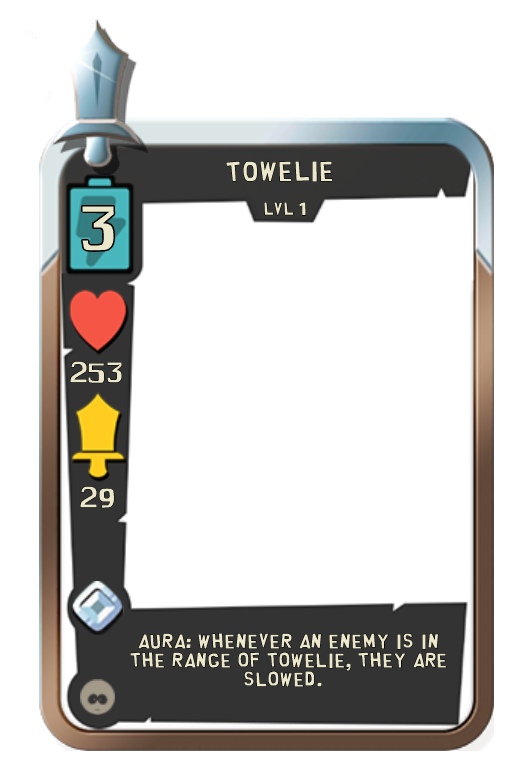 TOWELIE
LVL 1
3
253
29
AURA: WHENEVER AN ENEMY IS IN
THE RANGE OF TOWELIE, THEY ARE
SLOWED.